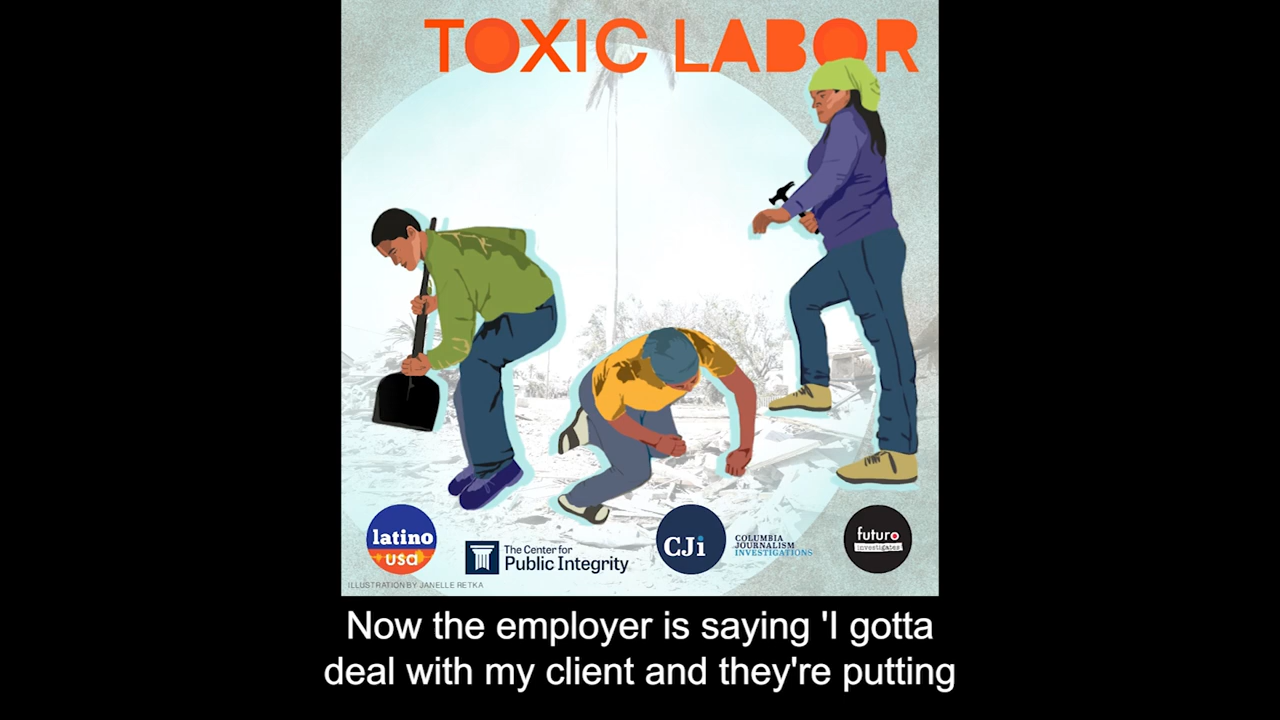 TOXIC LABOR
latino
usa
The Center for
Public Integrity
CJi
COLUMBIA
JOURNALISM
INVESTIGATIONS
futuro
investigates
ILLUSTRATION BY JANELLE RETKA
Now the employer is saying 'I gotta
deal with my client and they're putting